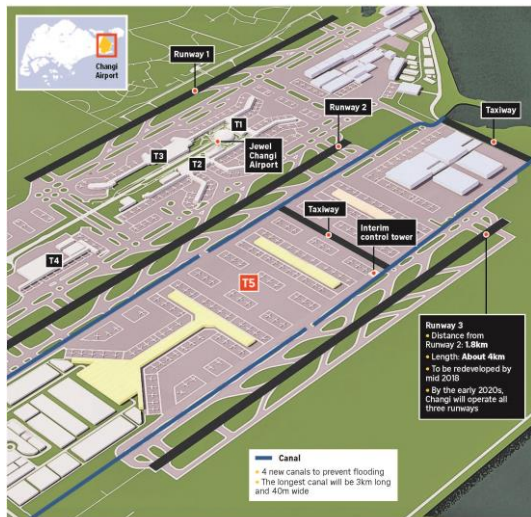 Changi
Airport
Runway 1
T1
Runway 2
Taxiway
Jewel
Changi
Airport
T3
T2
Taxiway
Interim
control tower
T4
T5
Runway 3
• Distance from
Runway 2: 1.8km
• Length: About 4km
• To be redeveloped by
mid 2018
• By the early 2020s,
Changi will operate all
three runways
Canal
• 4 new canals to prevent flooding
• The longest canal will be 3km long
and 40m wide